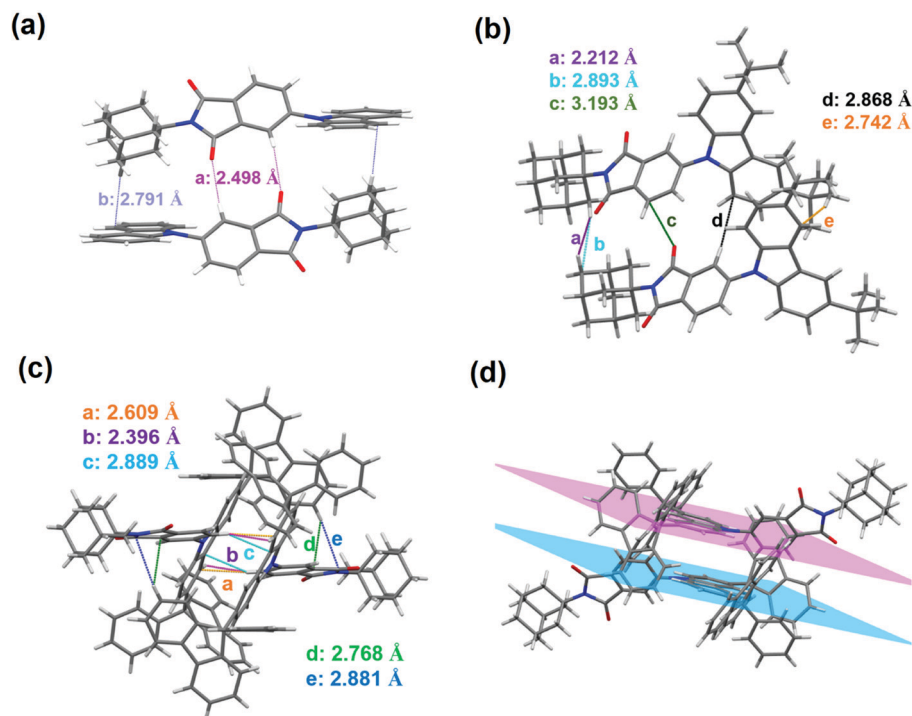 (a)
a: 2.498 Å
b: 2.791 Å
(b)
a: 2.212 Å
b: 2.893 Å
c: 3.193 Å
d: 2.868 Å
e: 2.742 Å
a
b
c
d
e
(c)
a: 2.609 Å
b: 2.396 Å
c: 2.889 Å
b
c
d
e
a
d: 2.768 Å
e: 2.881 Å
(d)